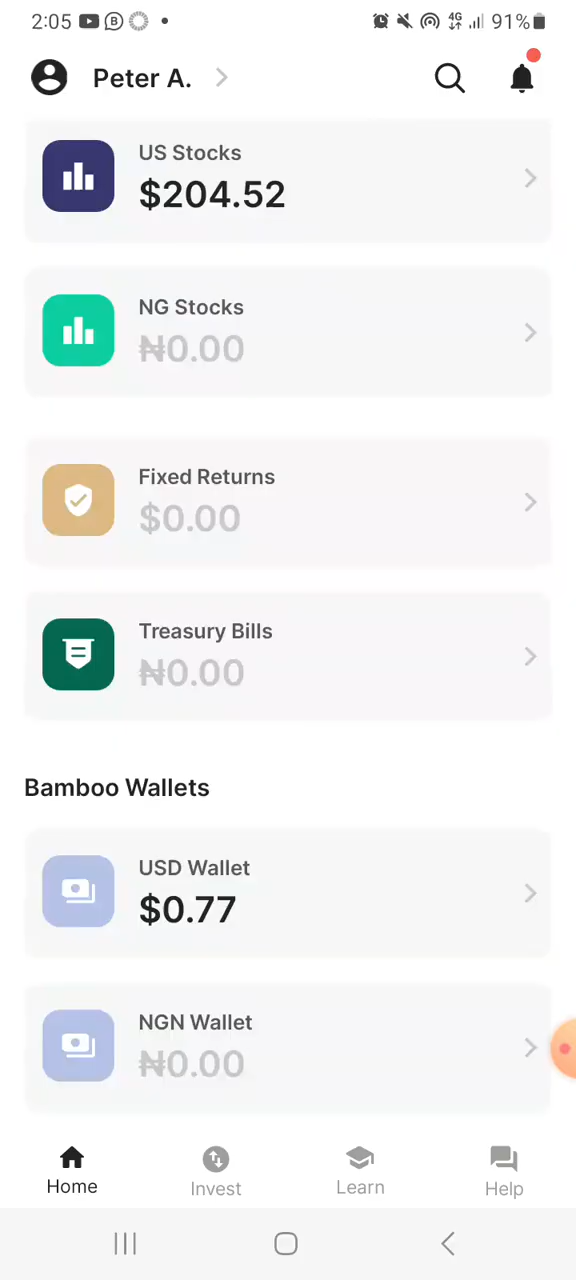 2:05
4G
91%
Peter A.
US Stocks
$204.52
NG Stocks
₦0.00
Fixed Returns
$0.00
Treasury Bills
₦0.00
Bamboo Wallets
USD Wallet
$0.77
NGN Wallet
₦0.00
Home
Invest
Learn
Help